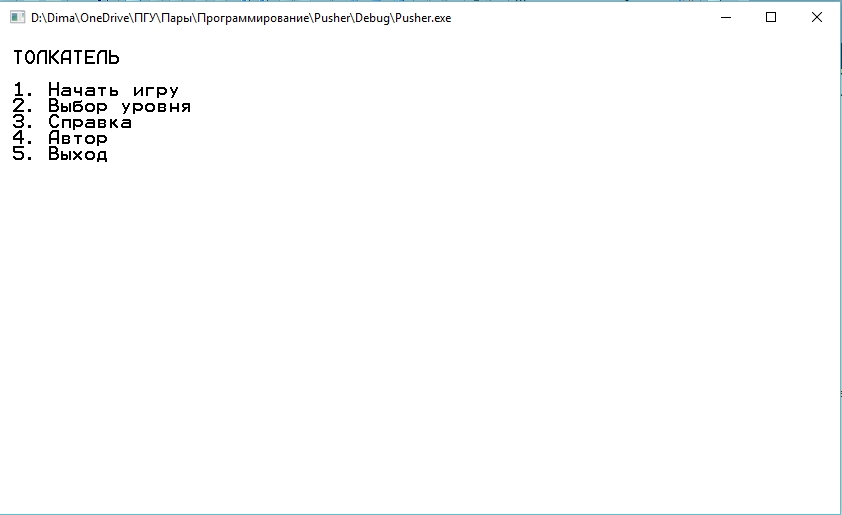 D:\Dima\OneDrive\ПГУ\Пары\Программирование\Pusher\Debug\Pusher.exe
ТОЛКАТЕЛЬ
1. Начать игру
2. Выбор уровня
3. Справка
4. Автор
5. Выход